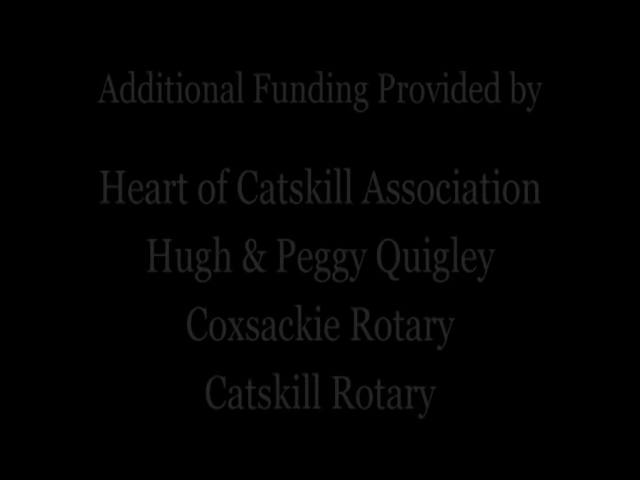 Additional Funding Provided by
Heart of Catskill Association
Hugh & Peggy Quigley
Coxsackie Rotary
Catskill Rotary